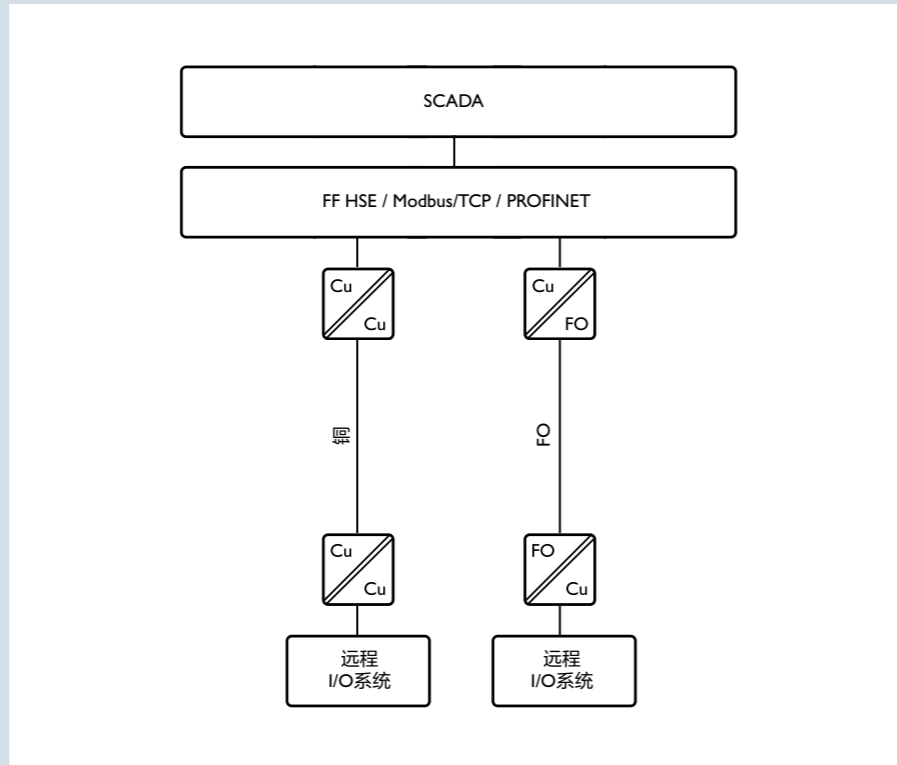 SCADA
FF HSE / Modbus/TCP / PROFINET
Cu
Cu
Cu
FO
铜
FO
Cu
Cu
FO
Cu
远程
I/O系统
远程
I/O系统